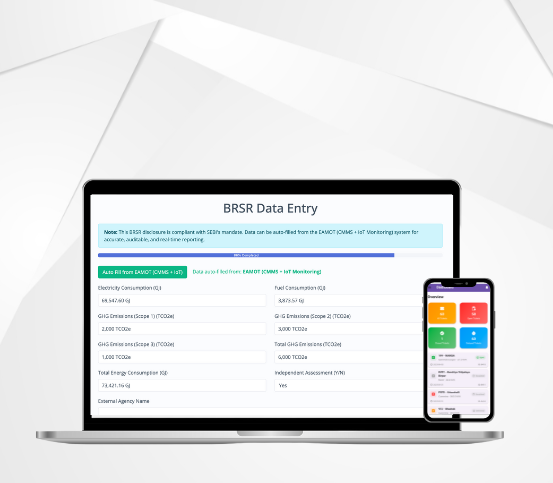 BRSR Data Entry
Note: This BRSR disclosure is compliant with SEBI's mandate. Data can be auto-filled from the EAMOT (CMMS + IoT Monitoring) system for
accurate, auditable, and real-time reporting.
Auto Fill from EAMOT (CMMS + IoT) Data auto-filled from: EAMOT (CMMS + IoT Monitoring)
Electricity Consumption (GJ) Fuel Consumption (GJ)
69,547.60 GJ 3,873.57 GJ
GHG Emissions (Scope 1) (TCO2e) GHG Emissions (Scope 2) (TCO2e)
2,000 TCO2e 3,000 TCO2e
GHG Emissions (Scope 3) (TCO2e) Total GHG Emissions (TCO2e)
1,000 TCO2e 6,000 TCO2e
Total Energy Consumption (GJ) Independent Assessment (Y/N)
73,421.16 GJ Yes
External Agency Name
Overview